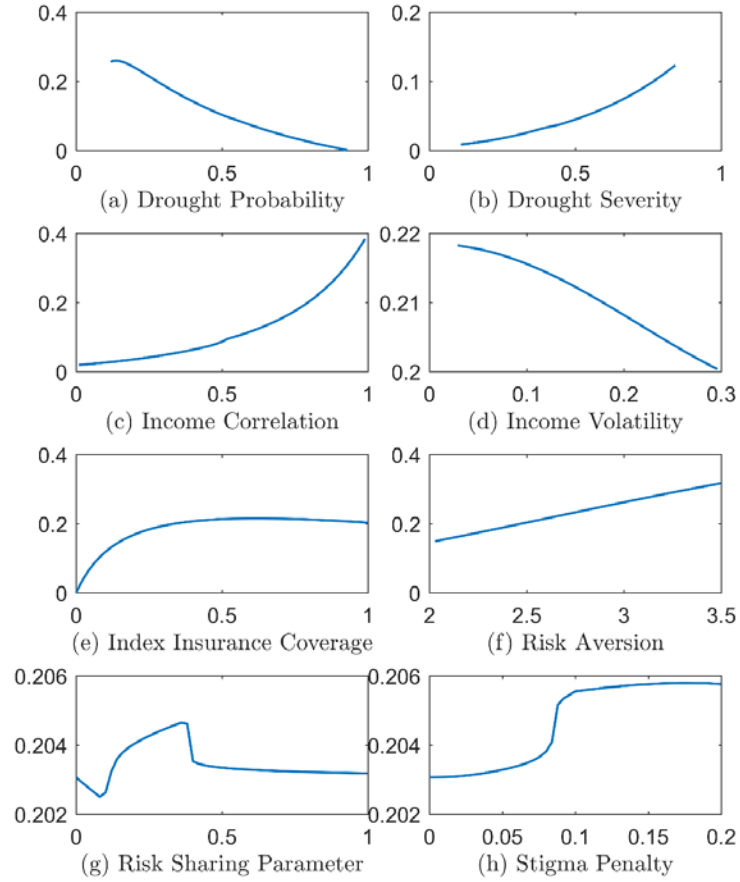 0.4
0.2
0
0 0.5 1
(a) Drought Probability
0.2
0.1
0
0 0.5 1
(b) Drought Severity
0.4
0.2
0
0 0.5 1
(c) Income Correlation
0.22
0.21
0.2
0 0.1 0.2 0.3
(d) Income Volatility
0.4
0.2
0
0 0.5 1
(e) Index Insurance Coverage
0.4
0.2
0
2 2.5 3 3.5
(f) Risk Aversion
0.206
0.204
0.202
0 0.5 1
(g) Risk Sharing Parameter
0.206
0.204
0.202
0 0.05 0.1 0.15 0.2
(h) Stigma Penalty